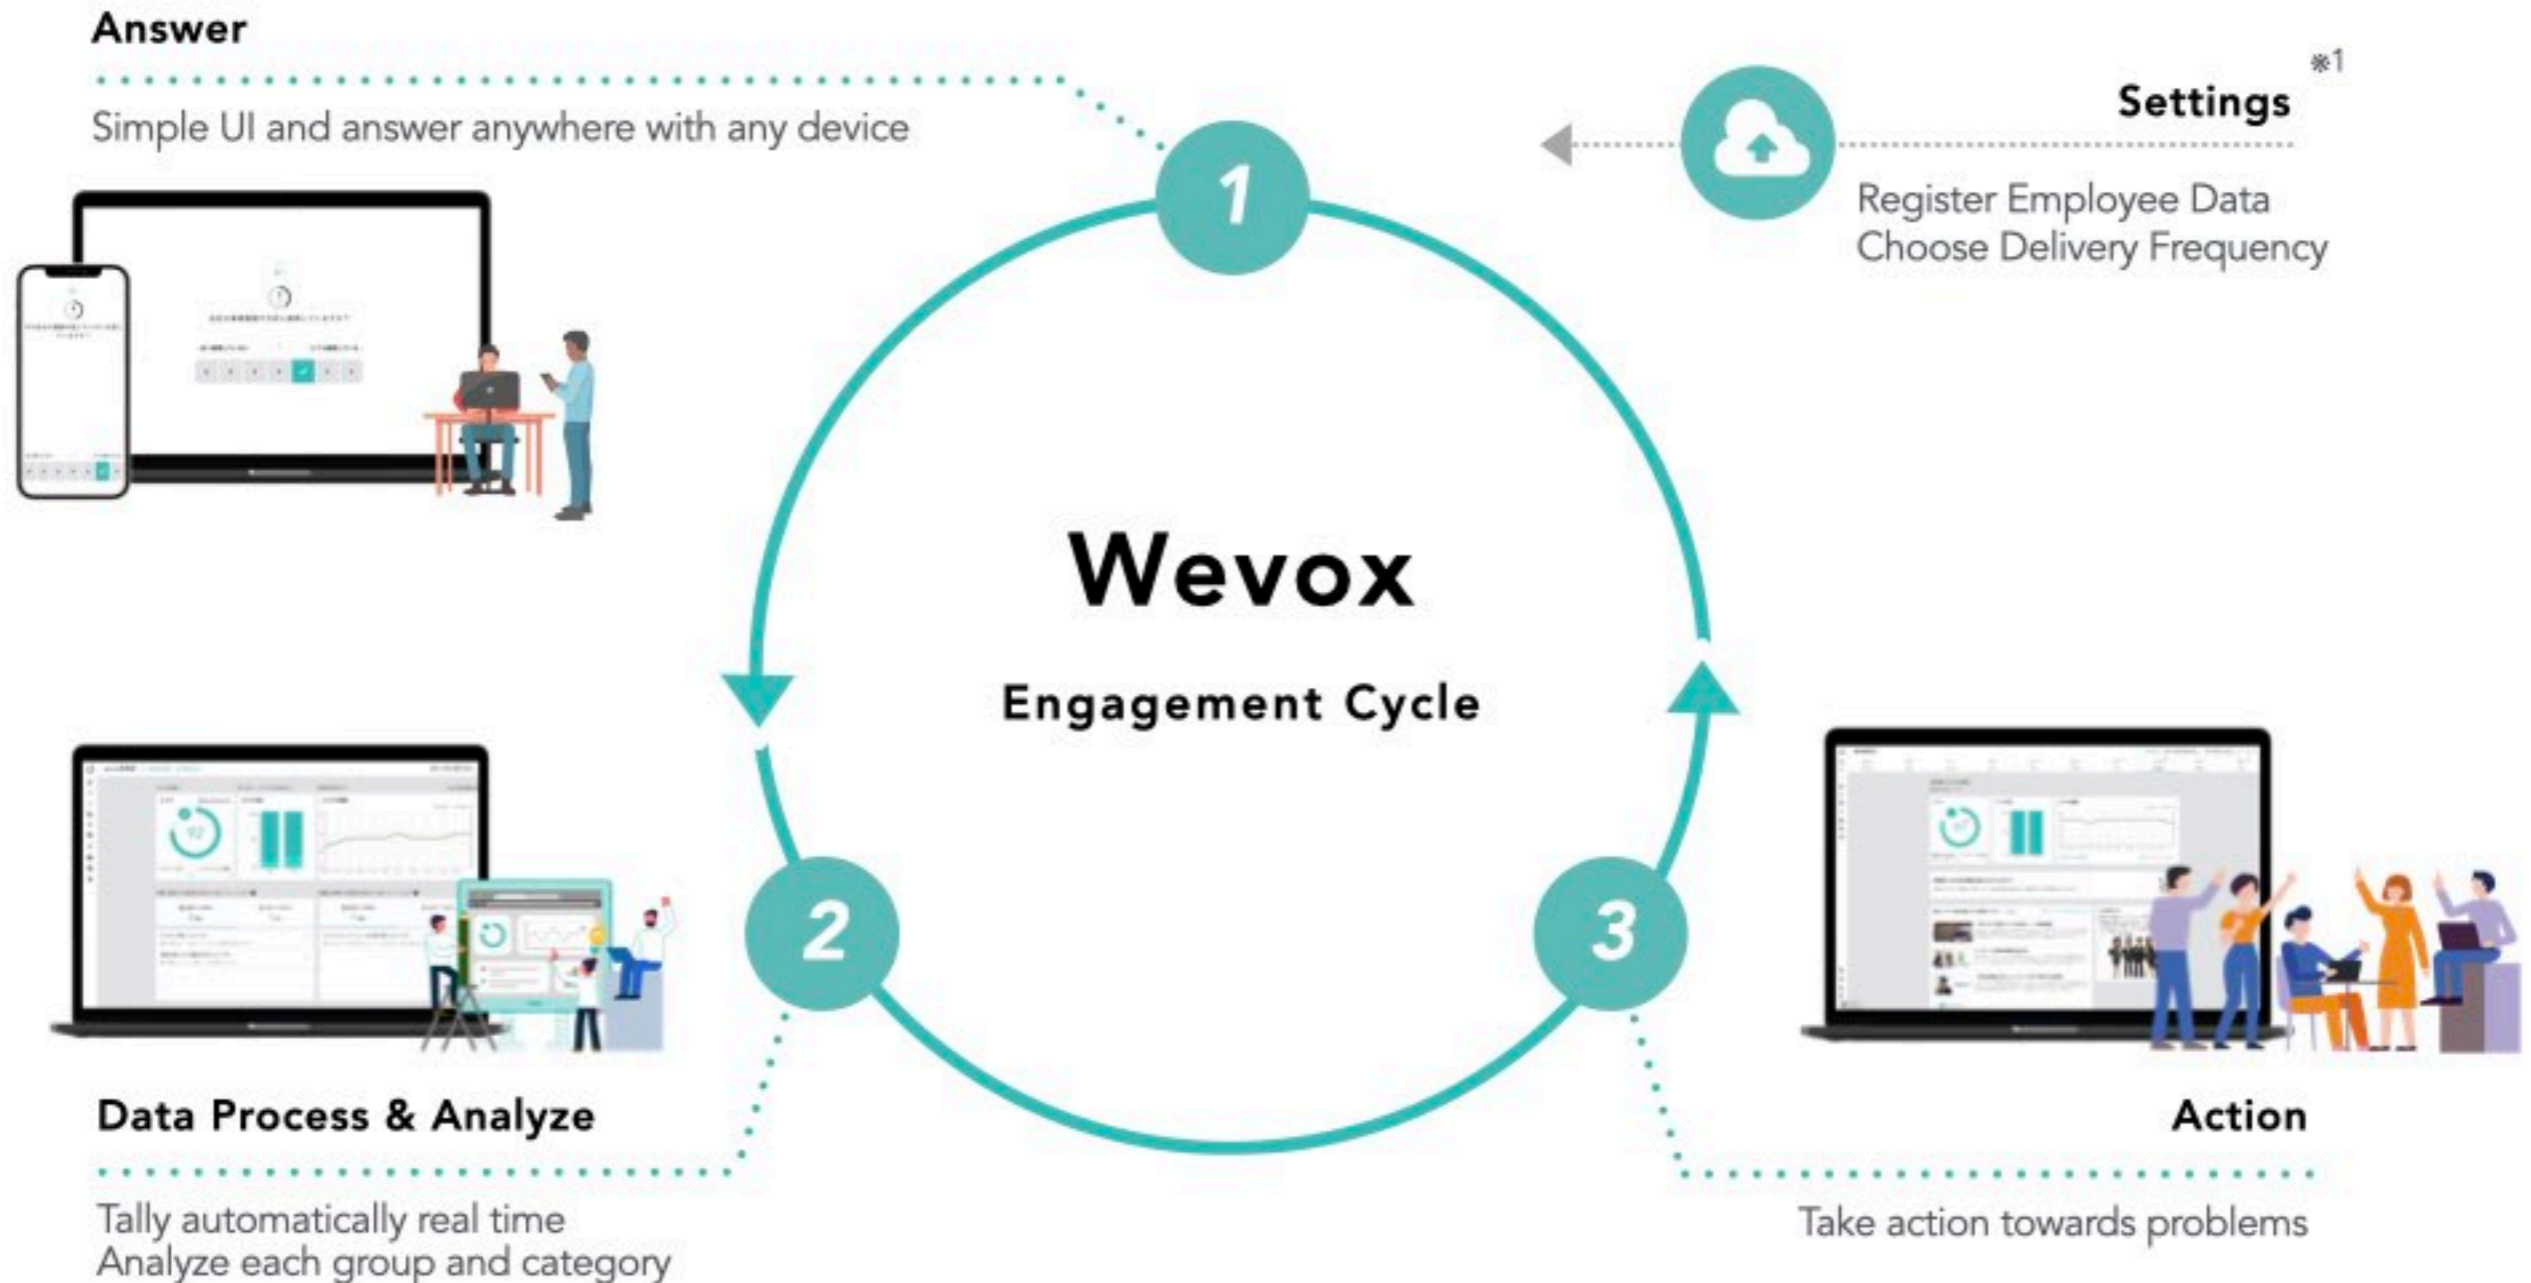 Answer
Simple UI and answer anywhere with any device
※1
Settings
Register Employee Data
Choose Delivery Frequency
1
Wevox
Engagement Cycle
2
3
92
Data Process & Analyze
Tally automatically real time
Analyze each group and category
Action
Take action towards problems